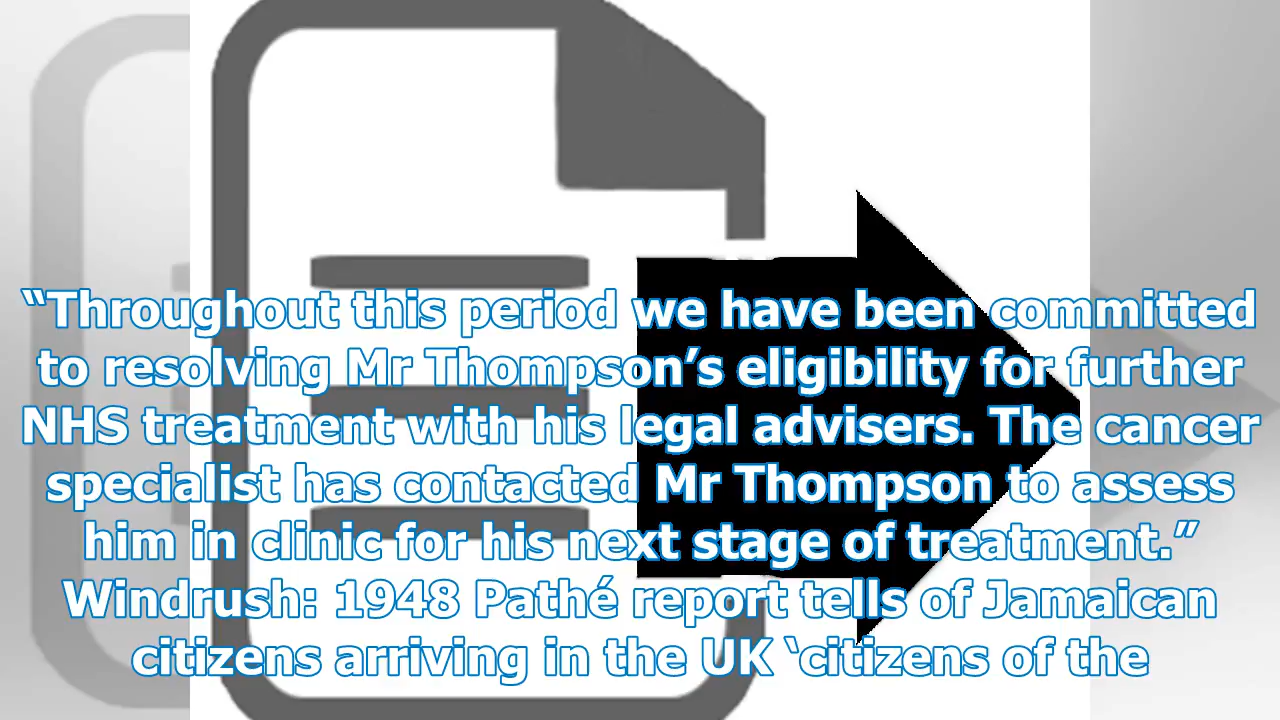 “Throughout this period we have been committed
to resolving Mr Thompson’s eligibility for further
NHS treatment with his legal advisers. The cancer
specialist has contacted Mr Thompson to assess
him in clinic for his next stage of treatment.”
Windrush: 1948 Pathé report tells of Jamaican
citizens arriving in the UK ‘citizens of the